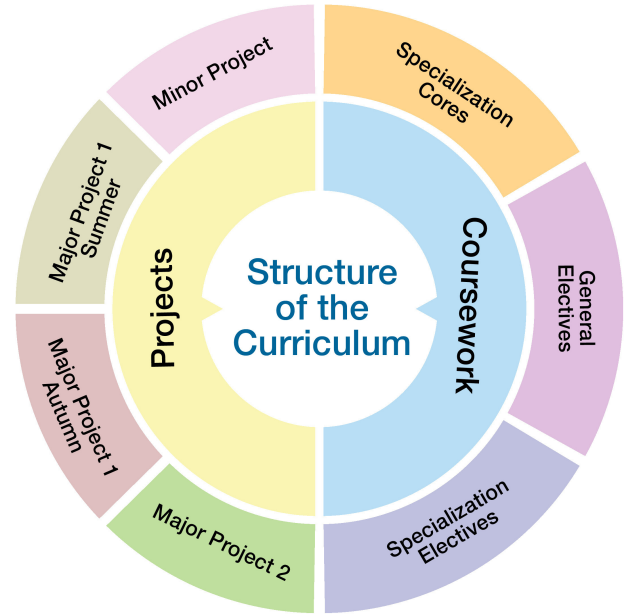 Structure
of the
Curriculum
Projects
Minor Project
Major Project 1
Summer
Major Project 1
Autumn
Major Project 2
Coursework
Specialization
Cores
General
Electives
Specialization
Electives